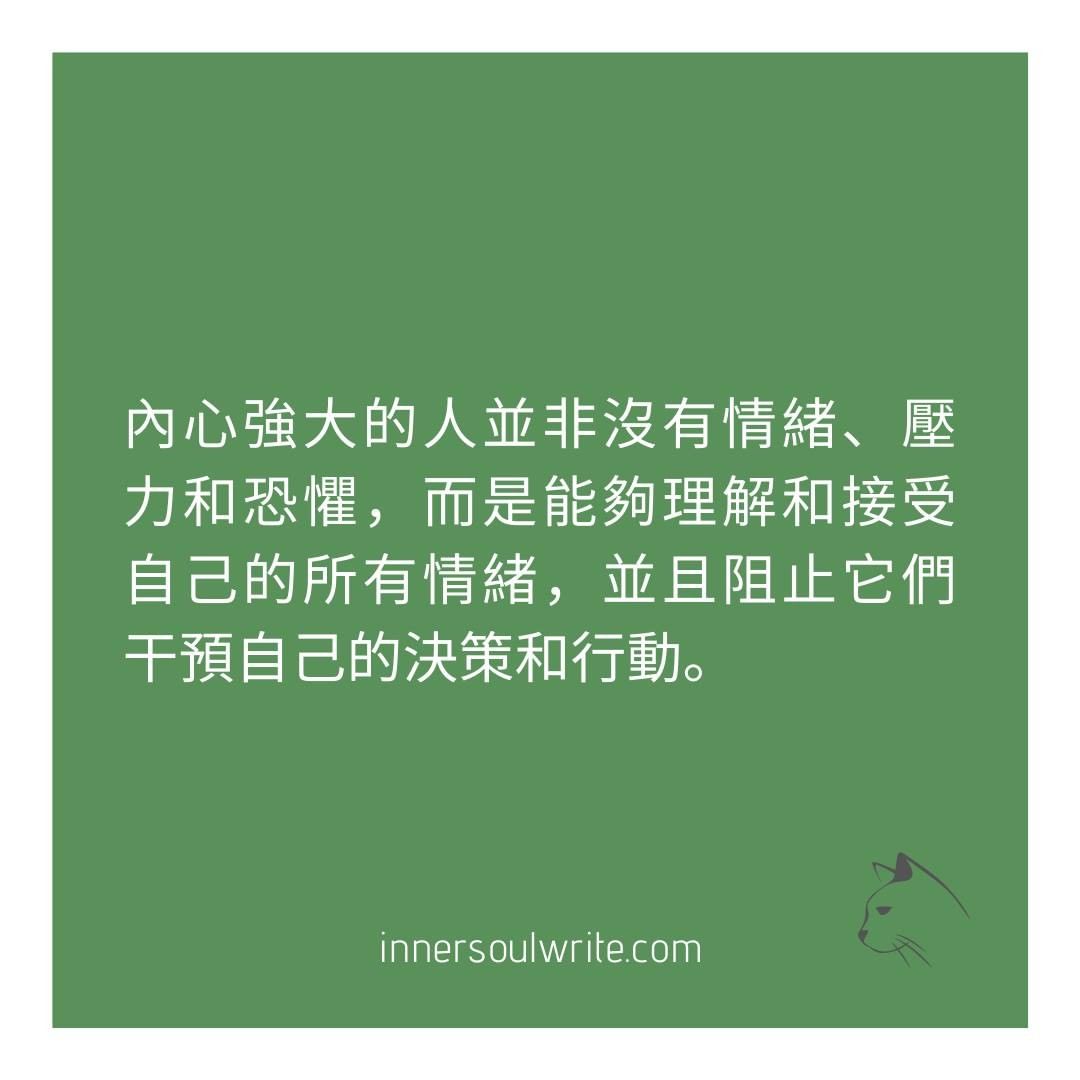 內心強大的人並非沒有情緒、壓
力和恐懼，而是能夠理解和接受
自己的所有情緒，並且阻止它們
干預自己的決策和行動。
innersoulwrite.com